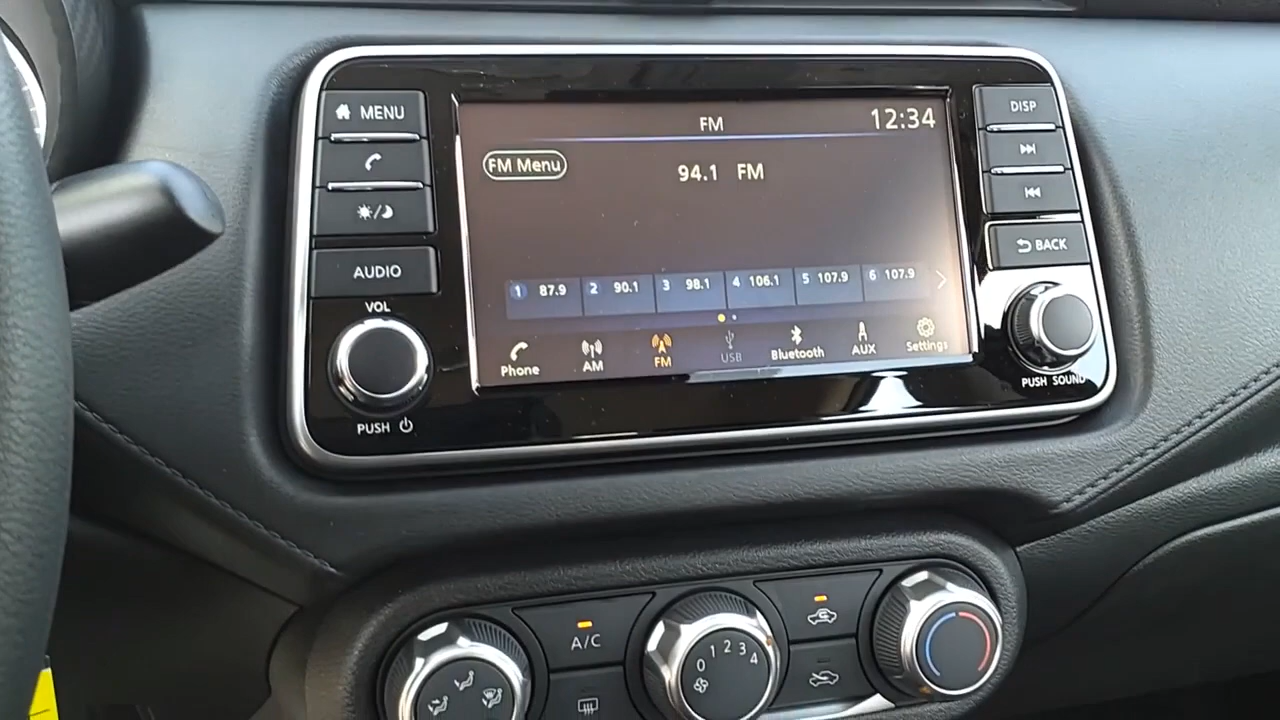 MENU
AUDIO
VOL
PUSH
FM
12:34
FM Menu
94.1 FM
1 87.9 2 90.1 3 98.1 4 106.1 5 107.9 6 107.9
Phone AM FM USB Bluetooth AUX Settings
DISP
BACK
PUSH SOUND
A/C
0 1 2 3 4